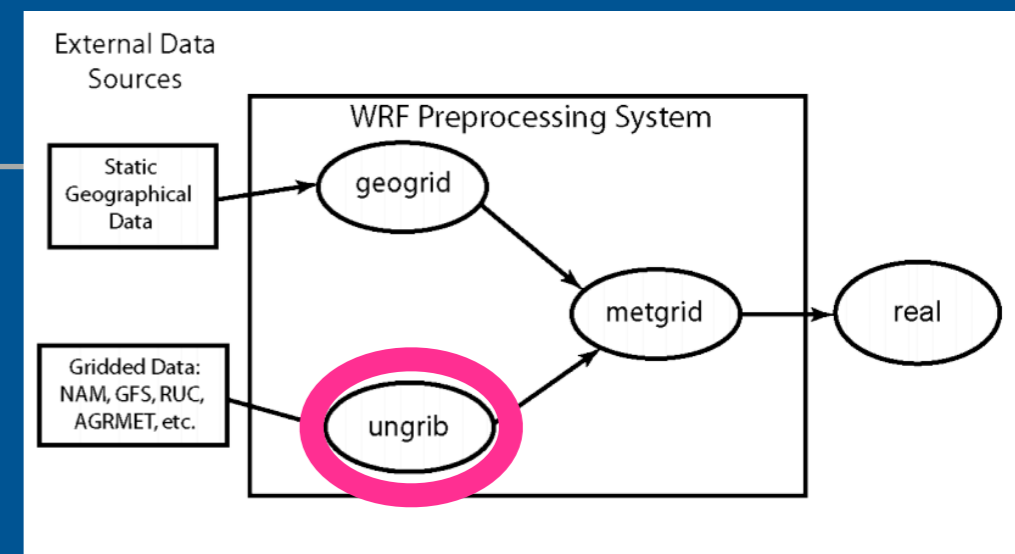 External Data
Sources
WRF Preprocessing System
Static
Geographical
Data
geogrid
metgrid
real
Gridded Data:
NAM, GFS, RUC,
AGRMET, etc.
ungrib